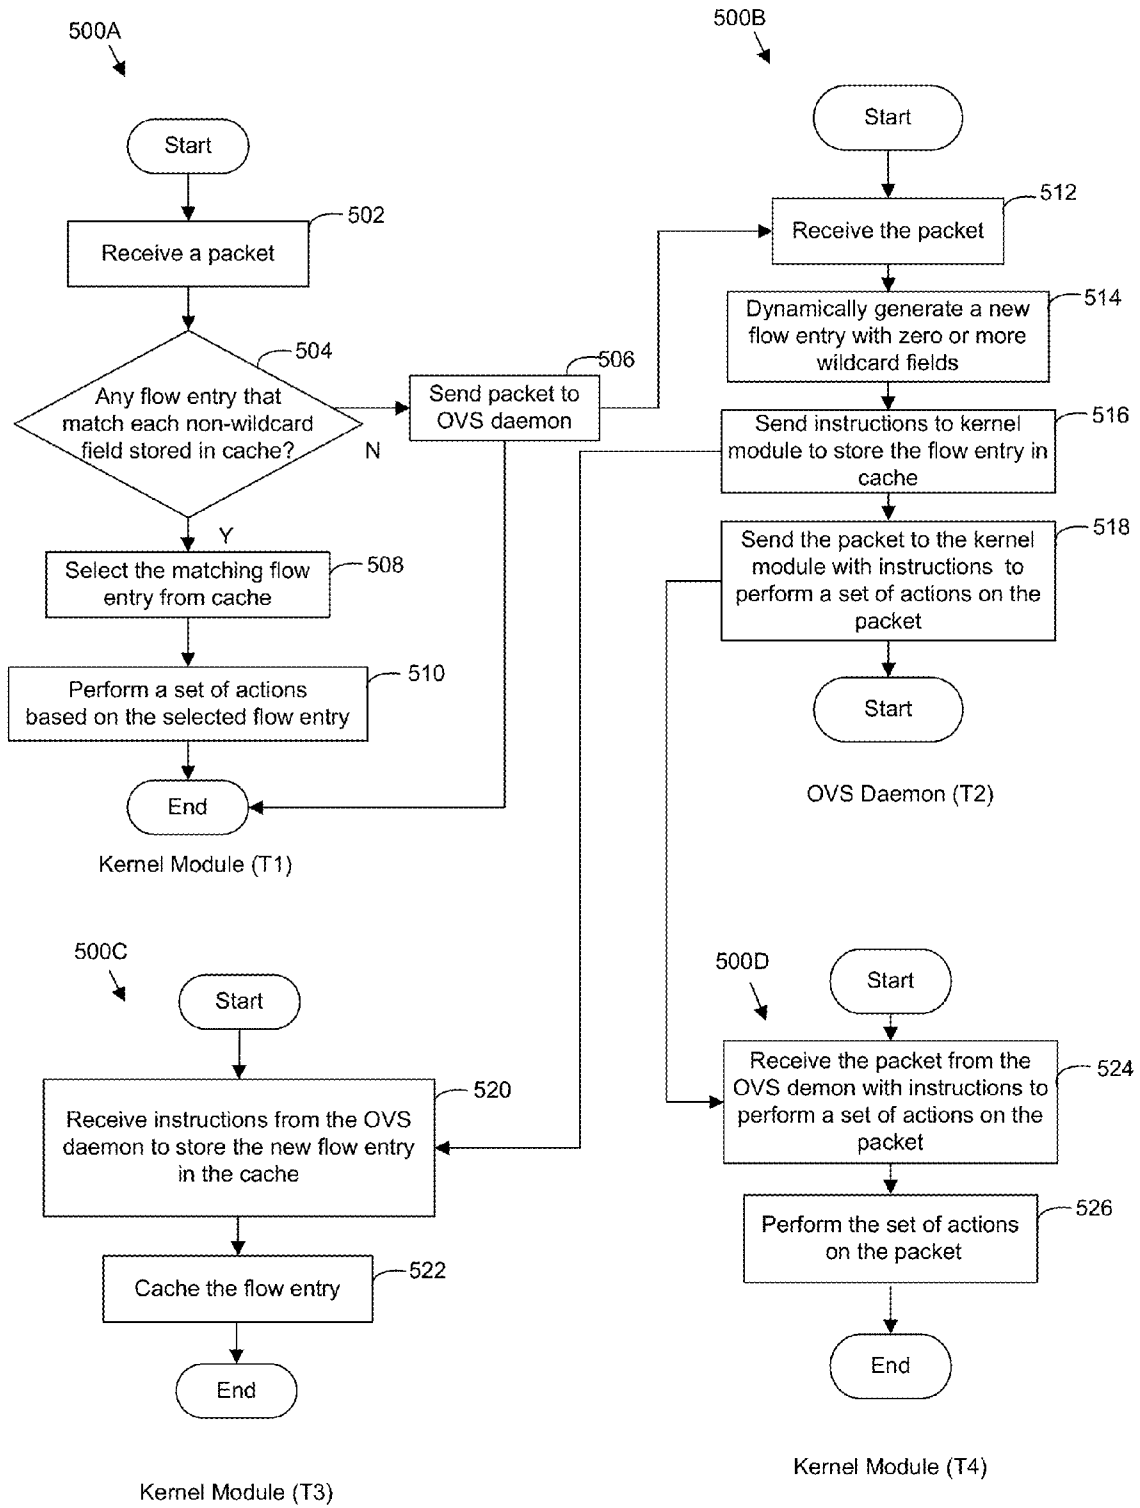 500A
Start
502
Receive a packet
504
Any flow entry that
match each non-wildcard
field stored in cache?
N
506
Send packet to
OVS daemon
Y
508
Select the matching flow
entry from cache
510
Perform a set of actions
based on the selected flow entry
End
Kernel Module (T1)
500B
Start
512
Receive the packet
514
Dynamically generate a new
flow entry with zero or more
wildcard fields
516
Send instructions to kernel
module to store the flow entry in
cache
518
Send the packet to the kernel
module with instructions to
perform a set of actions on the
packet
Start
OVS Daemon (T2)
500C
Start
520
Receive instructions from the OVS
daemon to store the new flow entry
in the cache
522
Cache the flow entry
End
Kernel Module (T3)
500D
Start
524
Receive the packet from the
OVS demon with instructions to
perform a set of actions on the
packet
526
Perform the set of actions
on the packet
End
Kernel Module (T4)